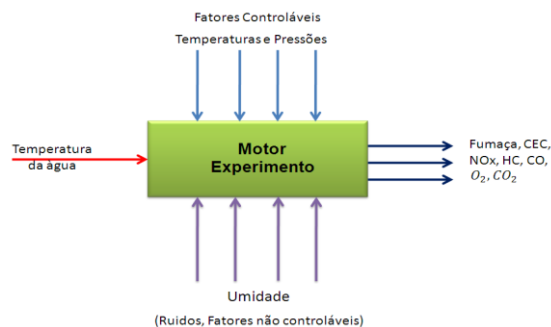 Fatores Controláveis
Temperaturas e Pressões
Temperatura
da água
Motor
Experimento
Fumaça, CEC,
NOx, HC, CO,
O₂, CO₂
Umidade
(Ruidos, Fatores não controláveis)